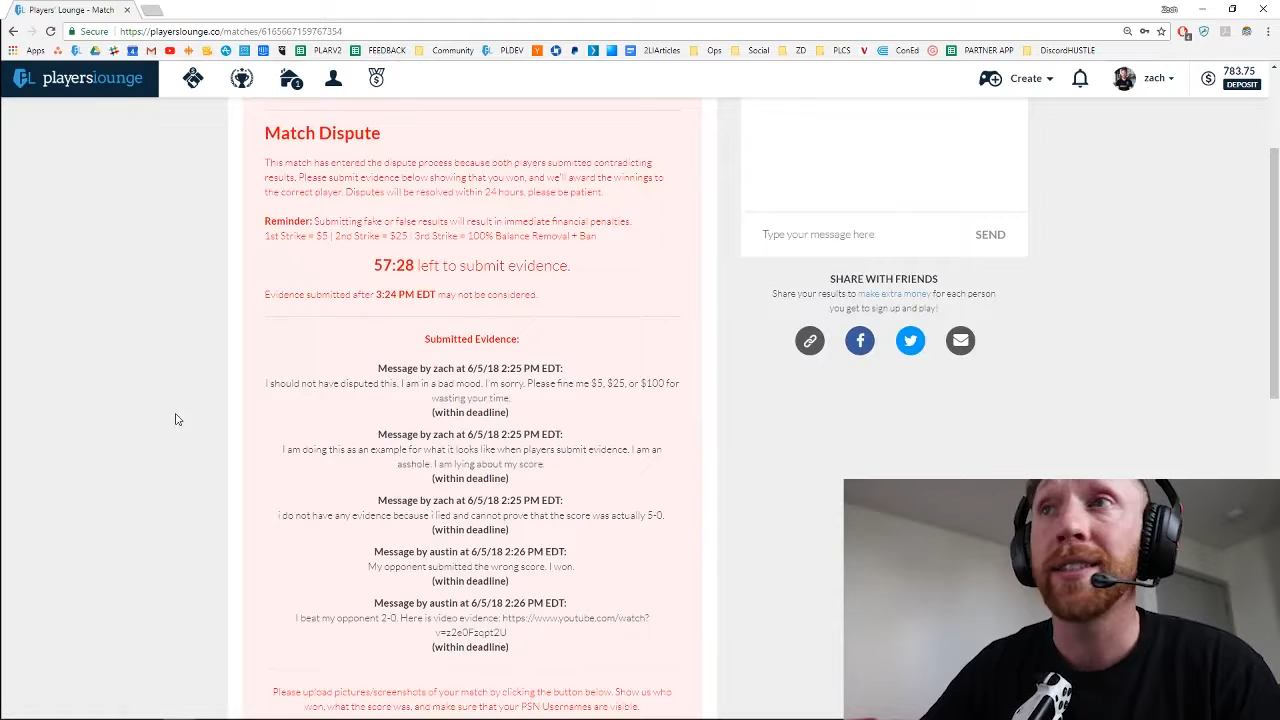 Players' Lounge - Match
Zach
Secure
https://playerslounge.co/matches/6165667159767354
Apps
PLARV2
FEEDBACK
Community
PLDEV
2LIArticles
Ops
Social
ZD
PLCS
ConEd
PARTNER APP
DiscordHUSTLE
playerslounge
1
Create
zach
783.75
DEPOSIT
Match Dispute
This match has entered the dispute process because both players submitted contradicting
results. Please submit evidence below showing that you won, and we'll award the winnings to
the correct player. Disputes will be resolved within 24 hours, please be patient.
Reminder: Submitting fake or false results will result in immediate financial penalties.
1st Strike = $5 | 2nd Strike = $25 | 3rd Strike = 100% Balance Removal + Ban
57:28 left to submit evidence.
Evidence submitted after 3:24 PM EDT may not be considered.
Submitted Evidence:
Message by zach at 6/5/18 2:25 PM EDT:
I should not have disputed this. I am in a bad mood. I'm sorry. Please fine me $5, $25, or $100 for
wasting your time.
(within deadline)
Message by zach at 6/5/18 2:25 PM EDT:
I am doing this as an example for what it looks like when players submit evidence. I am an
asshole. I am lying about my score.
(within deadline)
Message by zach at 6/5/18 2:25 PM EDT:
i do not have any evidence because i lied and cannot prove that the score was actually 5-0.
(within deadline)
Message by austin at 6/5/18 2:26 PM EDT:
My opponent submitted the wrong score. I won.
(within deadline)
Message by austin at 6/5/18 2:26 PM EDT:
I beat my opponent 2-0. Here is video evidence: https://www.youtube.com/watch?
v=z2e0Fzqpt2U
(within deadline)
Please upload pictures/screenshots of your match by clicking the button below. Show us who
won, what the score was, and make sure that your PSN Usernames are visible.
Type your message here
SEND
SHARE WITH FRIENDS
Share your results to make extra money for each person
you get to sign up and play!